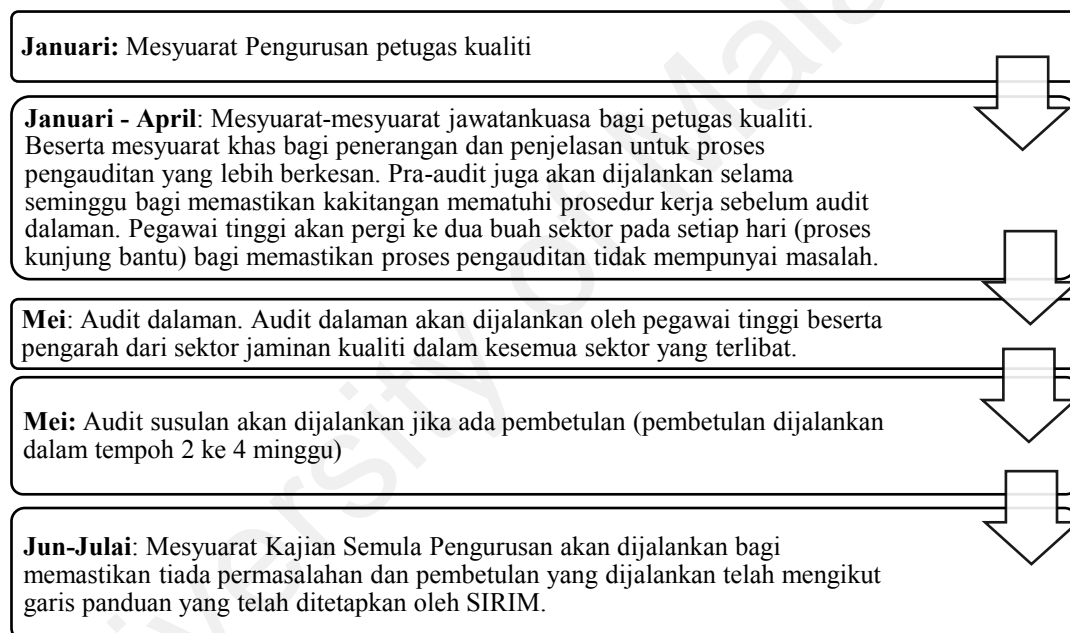 Januari: Mesyuarat Pengurusan petugas kualiti
Januari - April: Mesyuarat-mesyuarat jawatankuasa bagi petugas kualiti.
Beserta mesyuarat khas bagi penerangan dan penjelasan untuk proses
pengauditan yang lebih berkesan. Pra-audit juga akan dijalankan selama
seminggu bagi memastikan kakitangan mematuhi prosedur kerja sebelum audit
dalaman. Pegawai tinggi akan pergi ke dua buah sektor pada setiap hari (proses
kunjung bantu) bagi memastikan proses pengauditan tidak mempunyai masalah.
Mei: Audit dalaman. Audit dalaman akan dijalankan oleh pegawai tinggi beserta
pengarah dari sektor jaminan kualiti dalam kesemua sektor yang terlibat.
Mei: Audit susulan akan dijalankan jika ada pembetulan (pembetulan dijalankan
dalam tempoh 2 ke 4 minggu)
Jun-Julai: Mesyuarat Kajian Semula Pengurusan akan dijalankan bagi
memastikan tiada permasalahan dan pembetulan yang dijalankan telah mengikut
garis panduan yang telah ditetapkan oleh SIRIM.
ersity of Mala